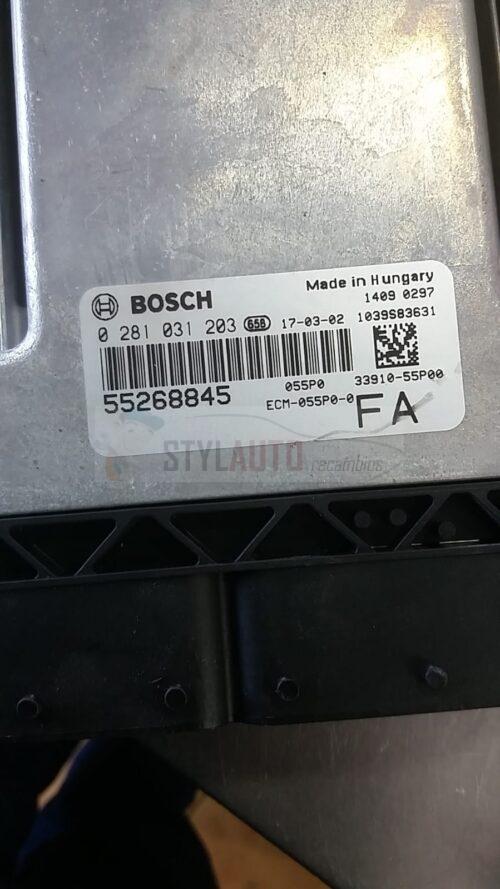 Made in Hungary
BOSCH
1409 0297
0 281 031 203 658 17-03-02 1039S83631
55268845
055P0 33910-55P00
ECM-055P0-0
FA
STYLAUTO
recambios